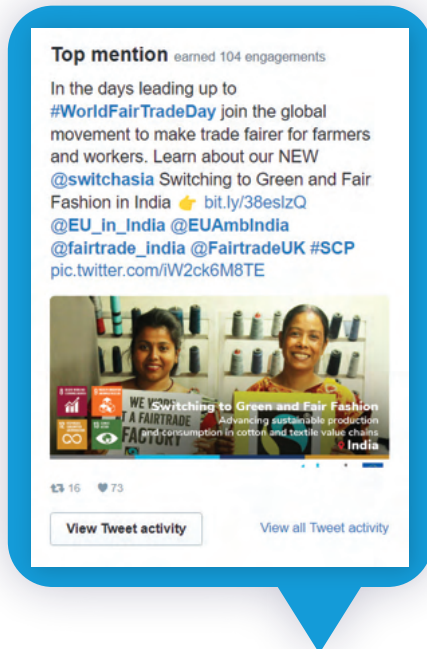 Top mention earned 104 engagements
In the days leading up to
#WorldFairTradeDay join the global
movement to make trade fairer for farmers
and workers. Learn about our NEW
@switchasia Switching to Green and Fair
Fashion in India 👉 bit.ly/38eslzQ
@EU_in_India @EUAmbIndia
@fairtrade_india @FairtradeUK #SCP
pic.twitter.com/iW2ck6M8TE
WE WORK
IN A FAIRTRADE
FACTORY
Switching to Green and Fair Fashion
Advancing sustainable production
and consumption in cotton and textile value chains
India
16 73
View Tweet activity View all Tweet activity